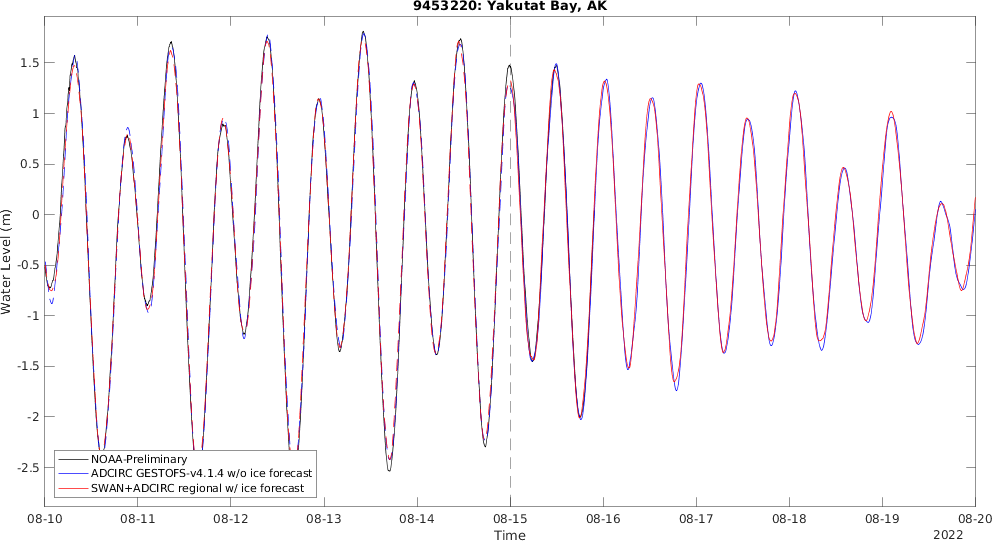 9453220: Yakutat Bay, AK
Water Level (m)
1.5
1
0.5
0
-0.5
-1
-1.5
-2
-2.5
NOAA-Preliminary
ADCIRC GESTOFS-v4.1.4 w/o ice forecast
SWAN+ADCIRC regional w/ ice forecast
08-10 08-11 08-12 08-13 08-14 08-15 08-16 08-17 08-18 08-19 08-20
Time
2022